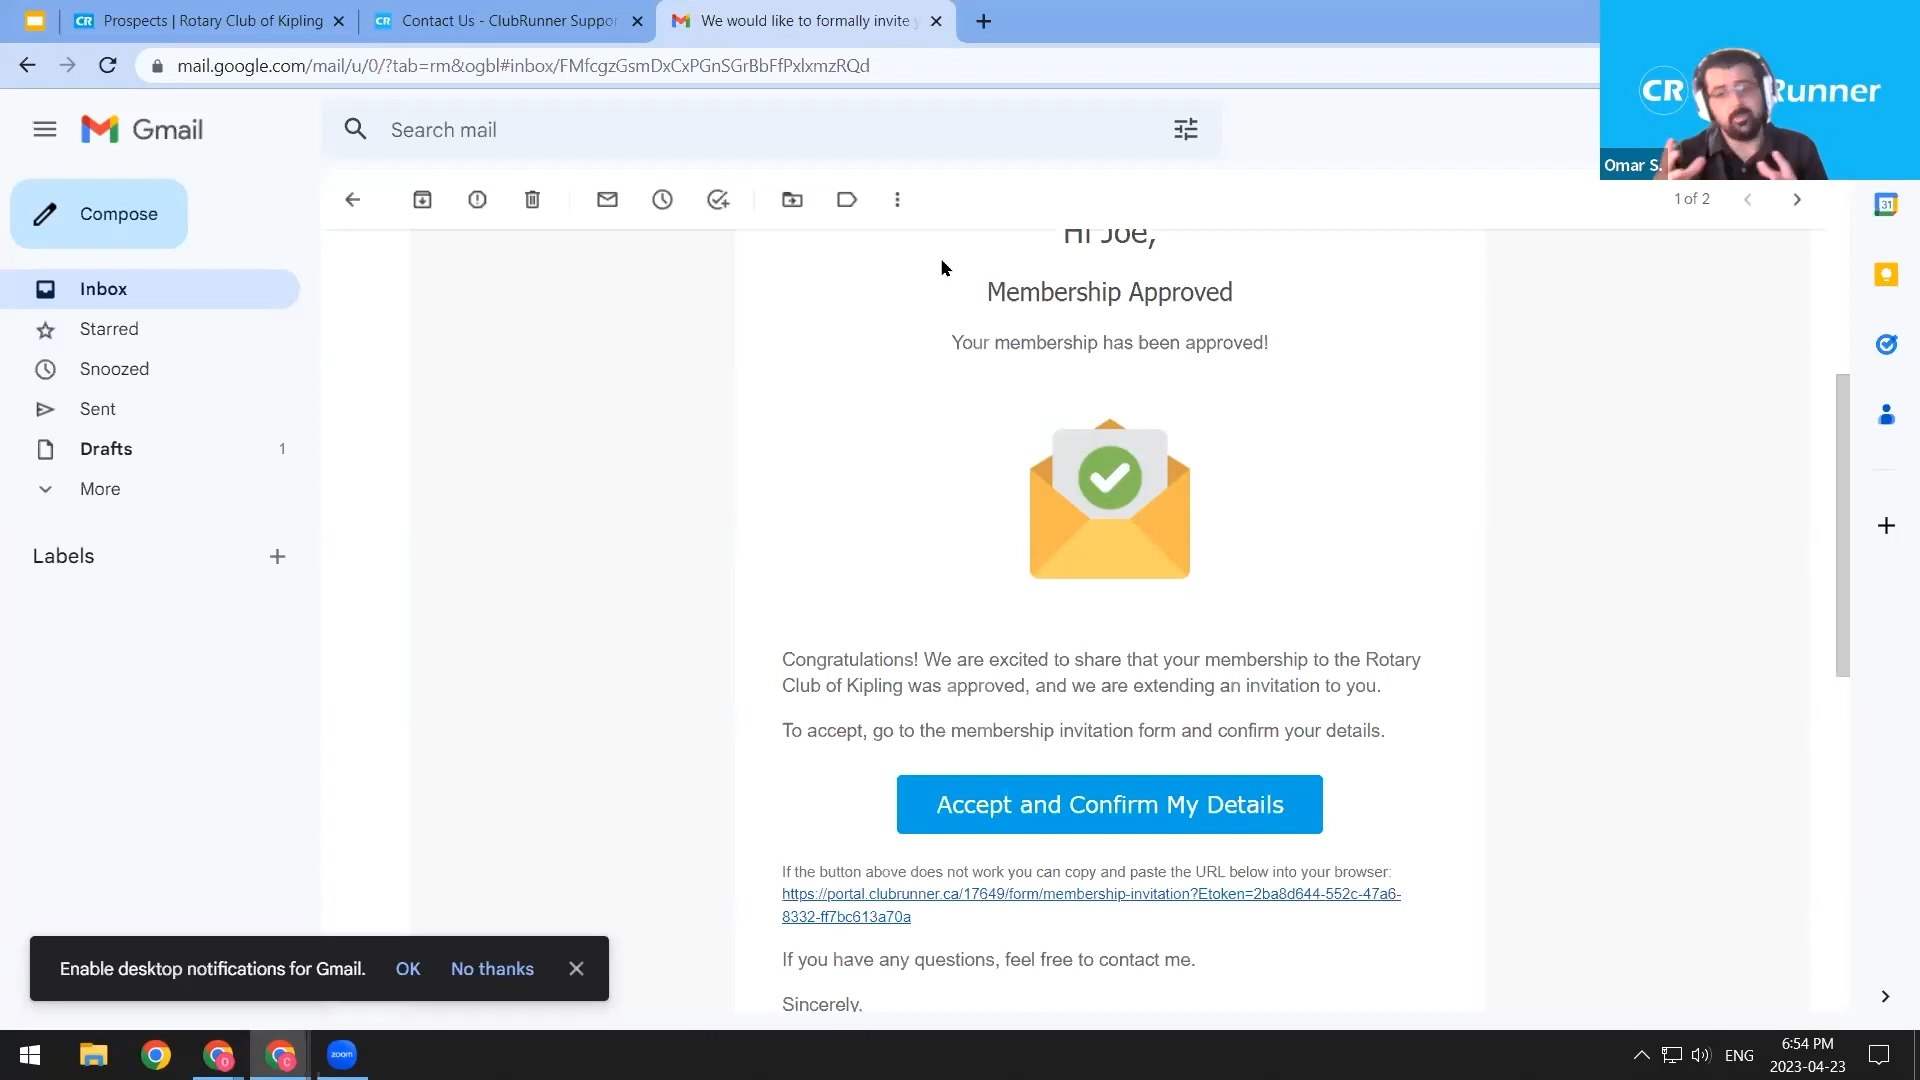 CR Prospects | Rotary Club of Kipling
CR Contact Us - ClubRunner Suppor
We would like to formally invite y
mail.google.com/mail/u/0/?tab=rm&ogbl#inbox/FMfcgzGsmDxCxPGnSGrBbFfPxlxmzRQd
CR Runner
Omar S.
Gmail
Search mail
1 of 2
31
Compose
Inbox
Starred
Snoozed
Sent
Drafts 1
More
Labels
Hi Joe,
Membership Approved
Your membership has been approved!
Congratulations! We are excited to share that your membership to the Rotary
Club of Kipling was approved, and we are extending an invitation to you.
To accept, go to the membership invitation form and confirm your details.
Accept and Confirm My Details
If the button above does not work you can copy and paste the URL below into your browser:
https://portal.clubrunner.ca/17649/form/membership-invitation?Etoken=2ba8d644-552c-47a6-
8332-ff7bc613a70a
If you have any questions, feel free to contact me.
Sincerely,
Enable desktop notifications for Gmail. OK No thanks
O
C
zoom
ENG
6:54 PM
2023-04-23